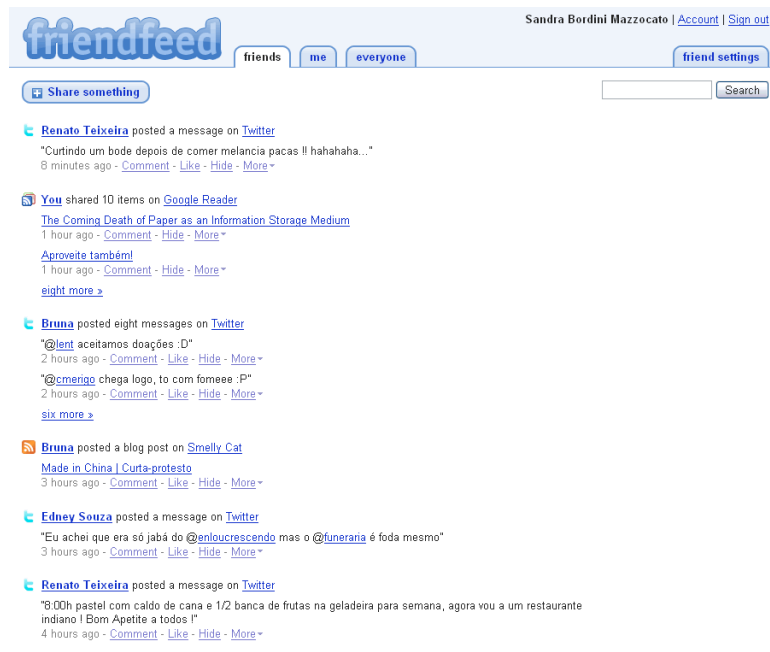 friendfeed
Sandra Bordini Mazzocato | Account | Sign out
friends me everyone friend settings
Share something Search
Renato Teixeira posted a message on Twitter
"Curtindo um bode depois de comer melancia pacas !! hahahaha..."
8 minutes ago - Comment - Like - Hide - More
You shared 10 items on Google Reader
The Coming Death of Paper as an Information Storage Medium
1 hour ago - Comment - Hide - More
Aproveite também!
1 hour ago - Comment - Hide - More
eight more »
Bruna posted eight messages on Twitter
"@lent aceitamos doações :D"
2 hours ago - Comment - Like - Hide - More
"@cmerigo chega logo, to com fomeee :P"
2 hours ago - Comment - Like - Hide - More
six more »
Bruna posted a blog post on Smelly Cat
Made in China | Curta-protesto
3 hours ago - Comment - Like - Hide - More
Edney Souza posted a message on Twitter
"Eu achei que era só jabá do @enloucrescendo mas o @funeraria é foda mesmo"
3 hours ago - Comment - Like - Hide - More
Renato Teixeira posted a message on Twitter
"8:00h pastel com caldo de cana e 1/2 banca de frutas na geladeira para semana, agora vou a um restaurante
indiano ! Bom Apetite a todos !"
4 hours ago - Comment - Like - Hide - More